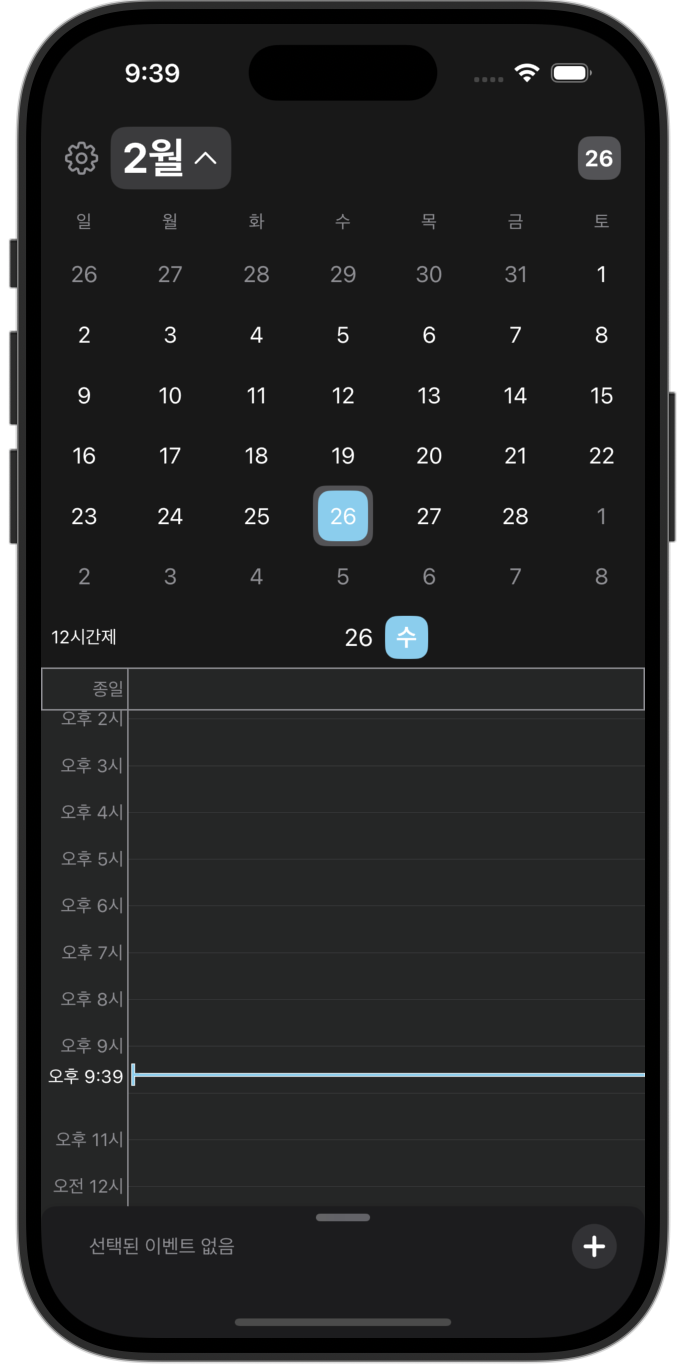 9:39
2월
26
일 월 화 수 목 금 토
26 27 28 29 30 31 1
2 3 4 5 6 7 8
9 10 11 12 13 14 15
16 17 18 19 20 21 22
23 24 25 26 27 28 1
2 3 4 5 6 7 8
12시간제 26 수
종일
오후 2시
오후 3시
오후 4시
오후 5시
오후 6시
오후 7시
오후 8시
오후 9시
오후 9:39
오후 11시
오전 12시
선택된 이벤트 없음